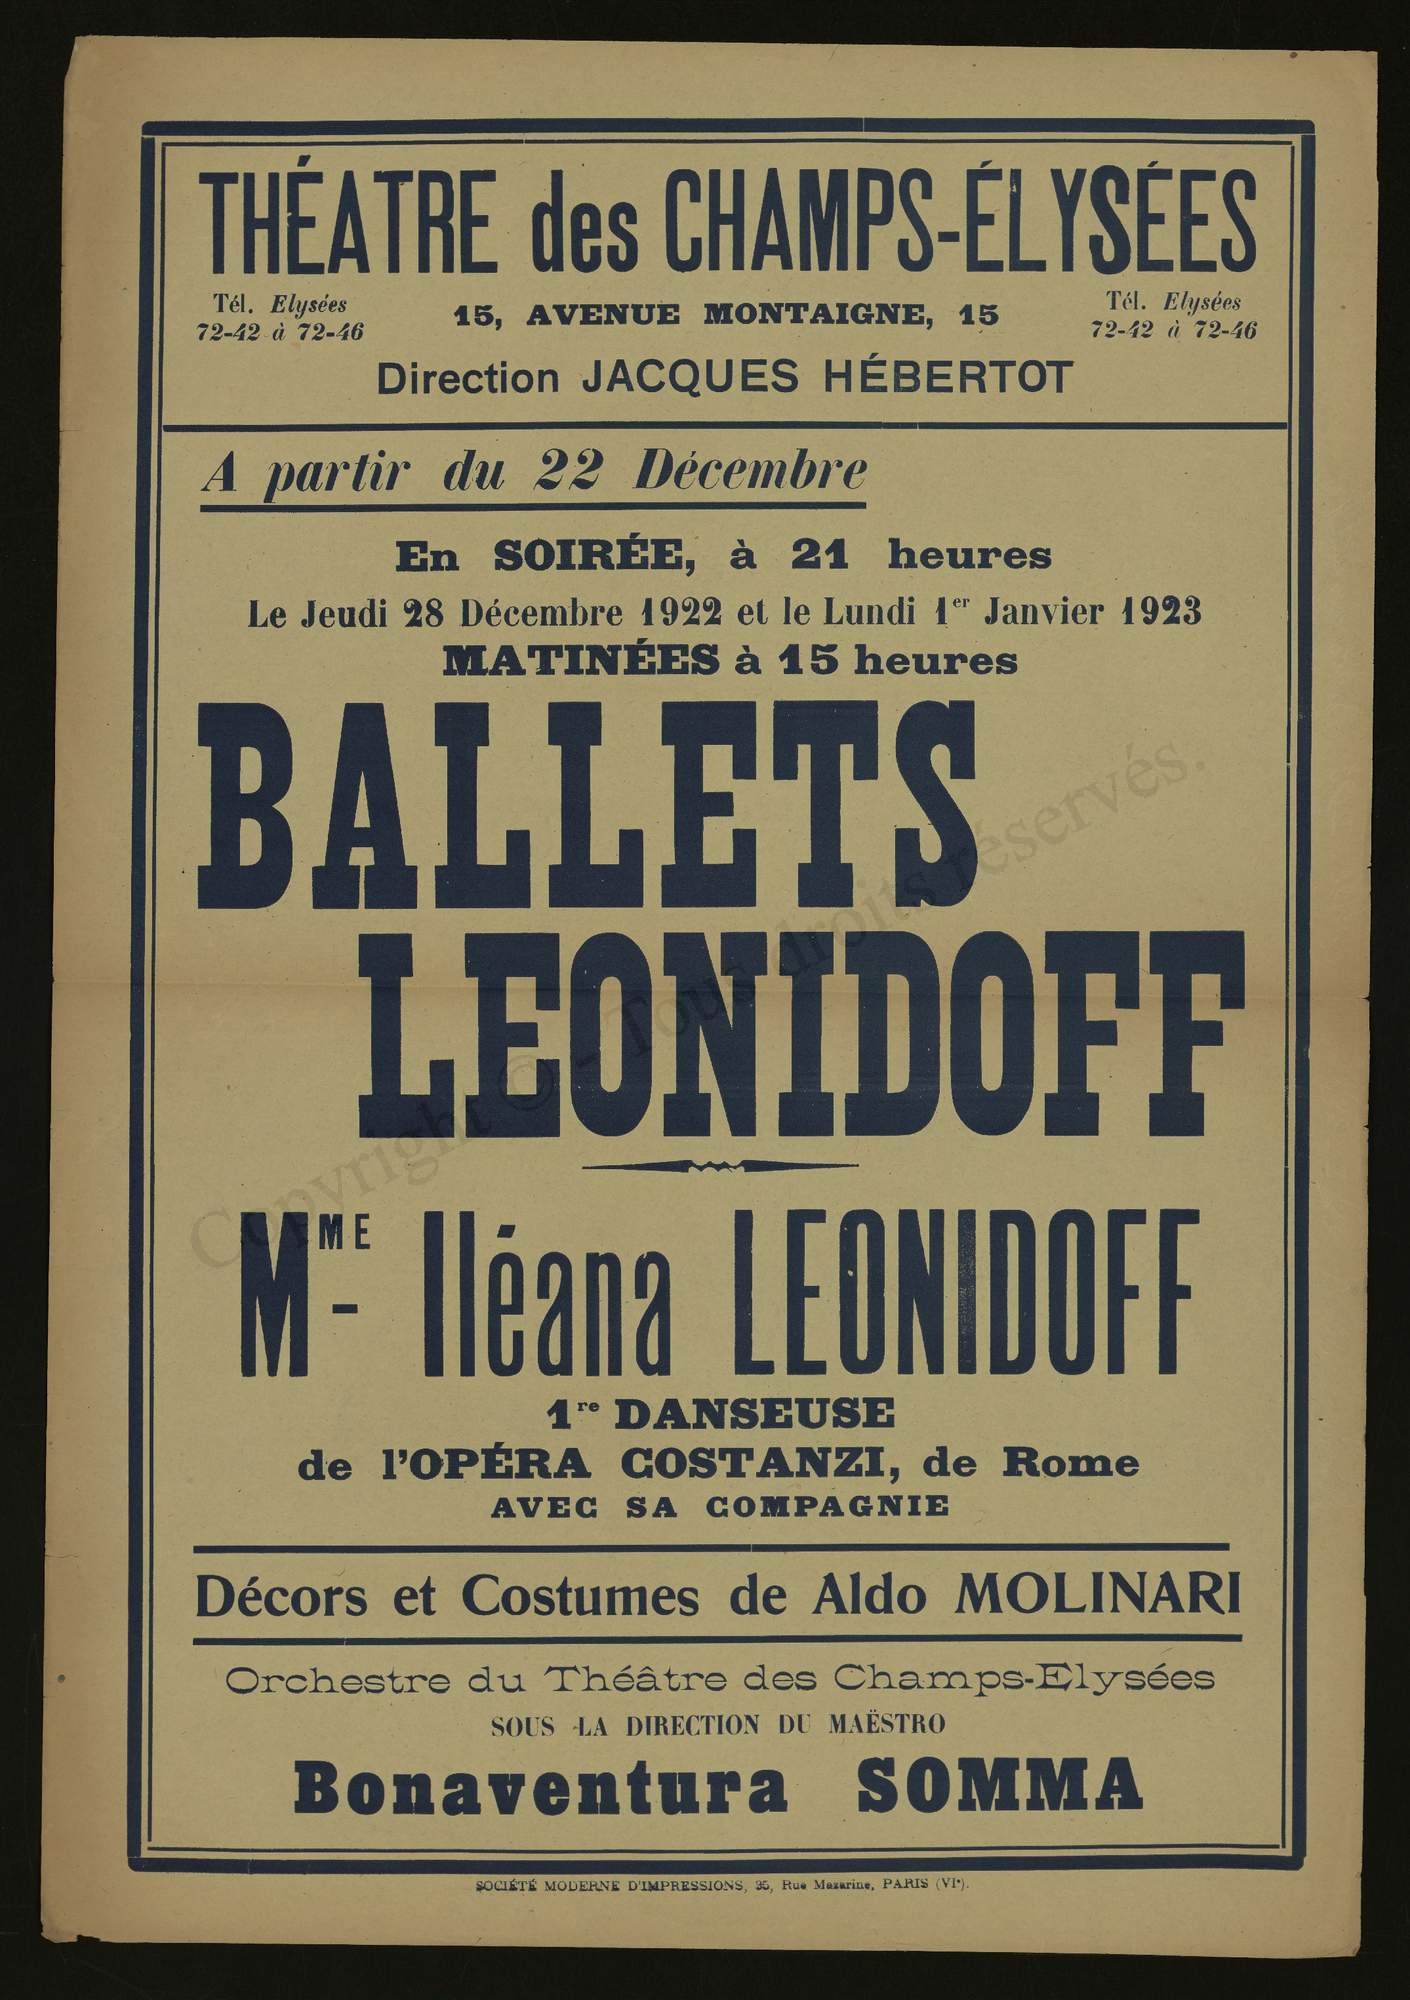 THÉATRE des CHAMPS-ÉLYSÉES
Tél. Elysées
72-42 à 72-46
15, AVENUE MONTAIGNE, 15
Tél. Elysées
72-42 à 72-46
Direction JACQUES HÉBERTOT
A partir du 22 Décembre
En SOIRÉE, à 21 heures
Le Jeudi 28 Décembre 1922 et le Lundi 1er Janvier 1923
MATINÉES à 15 heures
BALLETS
LEONIDOFF
MME Iléana LEONIDOFF
1re DANSEUSE
de l'OPÉRA COSTANZI, de Rome
AVEC SA COMPAGNIE
Décors et Costumes de Aldo MOLINARI
Orchestre du Théâtre des Champs-Elysées
SOUS LA DIRECTION DU MAËSTRO
Bonaventura SOMMA
SOCIÉTÉ MODERNE D'IMPRESSIONS, 35, Rue Mazarine, PARIS (VIe).
Copyright © - Tous droits réservés.